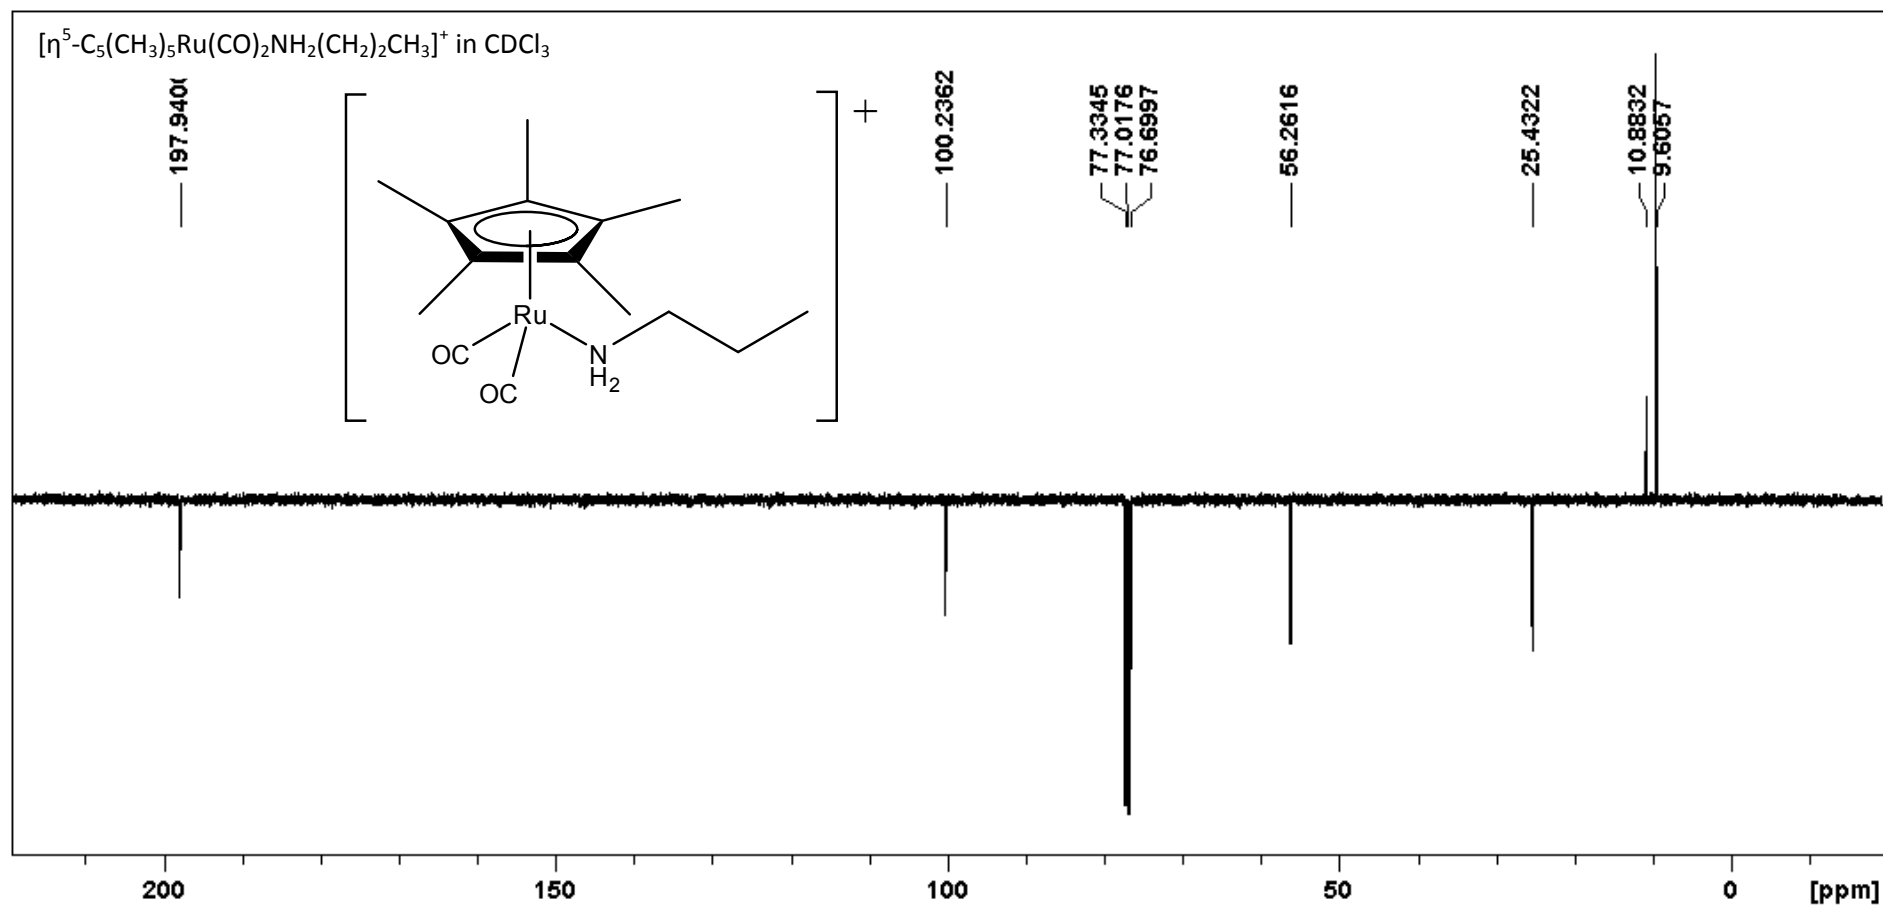 [η⁵-C₅(CH₃)₅Ru(CO)₂NH₂(CH₂)₂CH₃]⁺ in CDCl₃
197.940
100.2362
77.3345
77.0176
76.6997
56.2616
25.4322
10.8832
9.6057
+
Ru
OC
OC
N
H₂
200 150 100 50 0 [ppm]